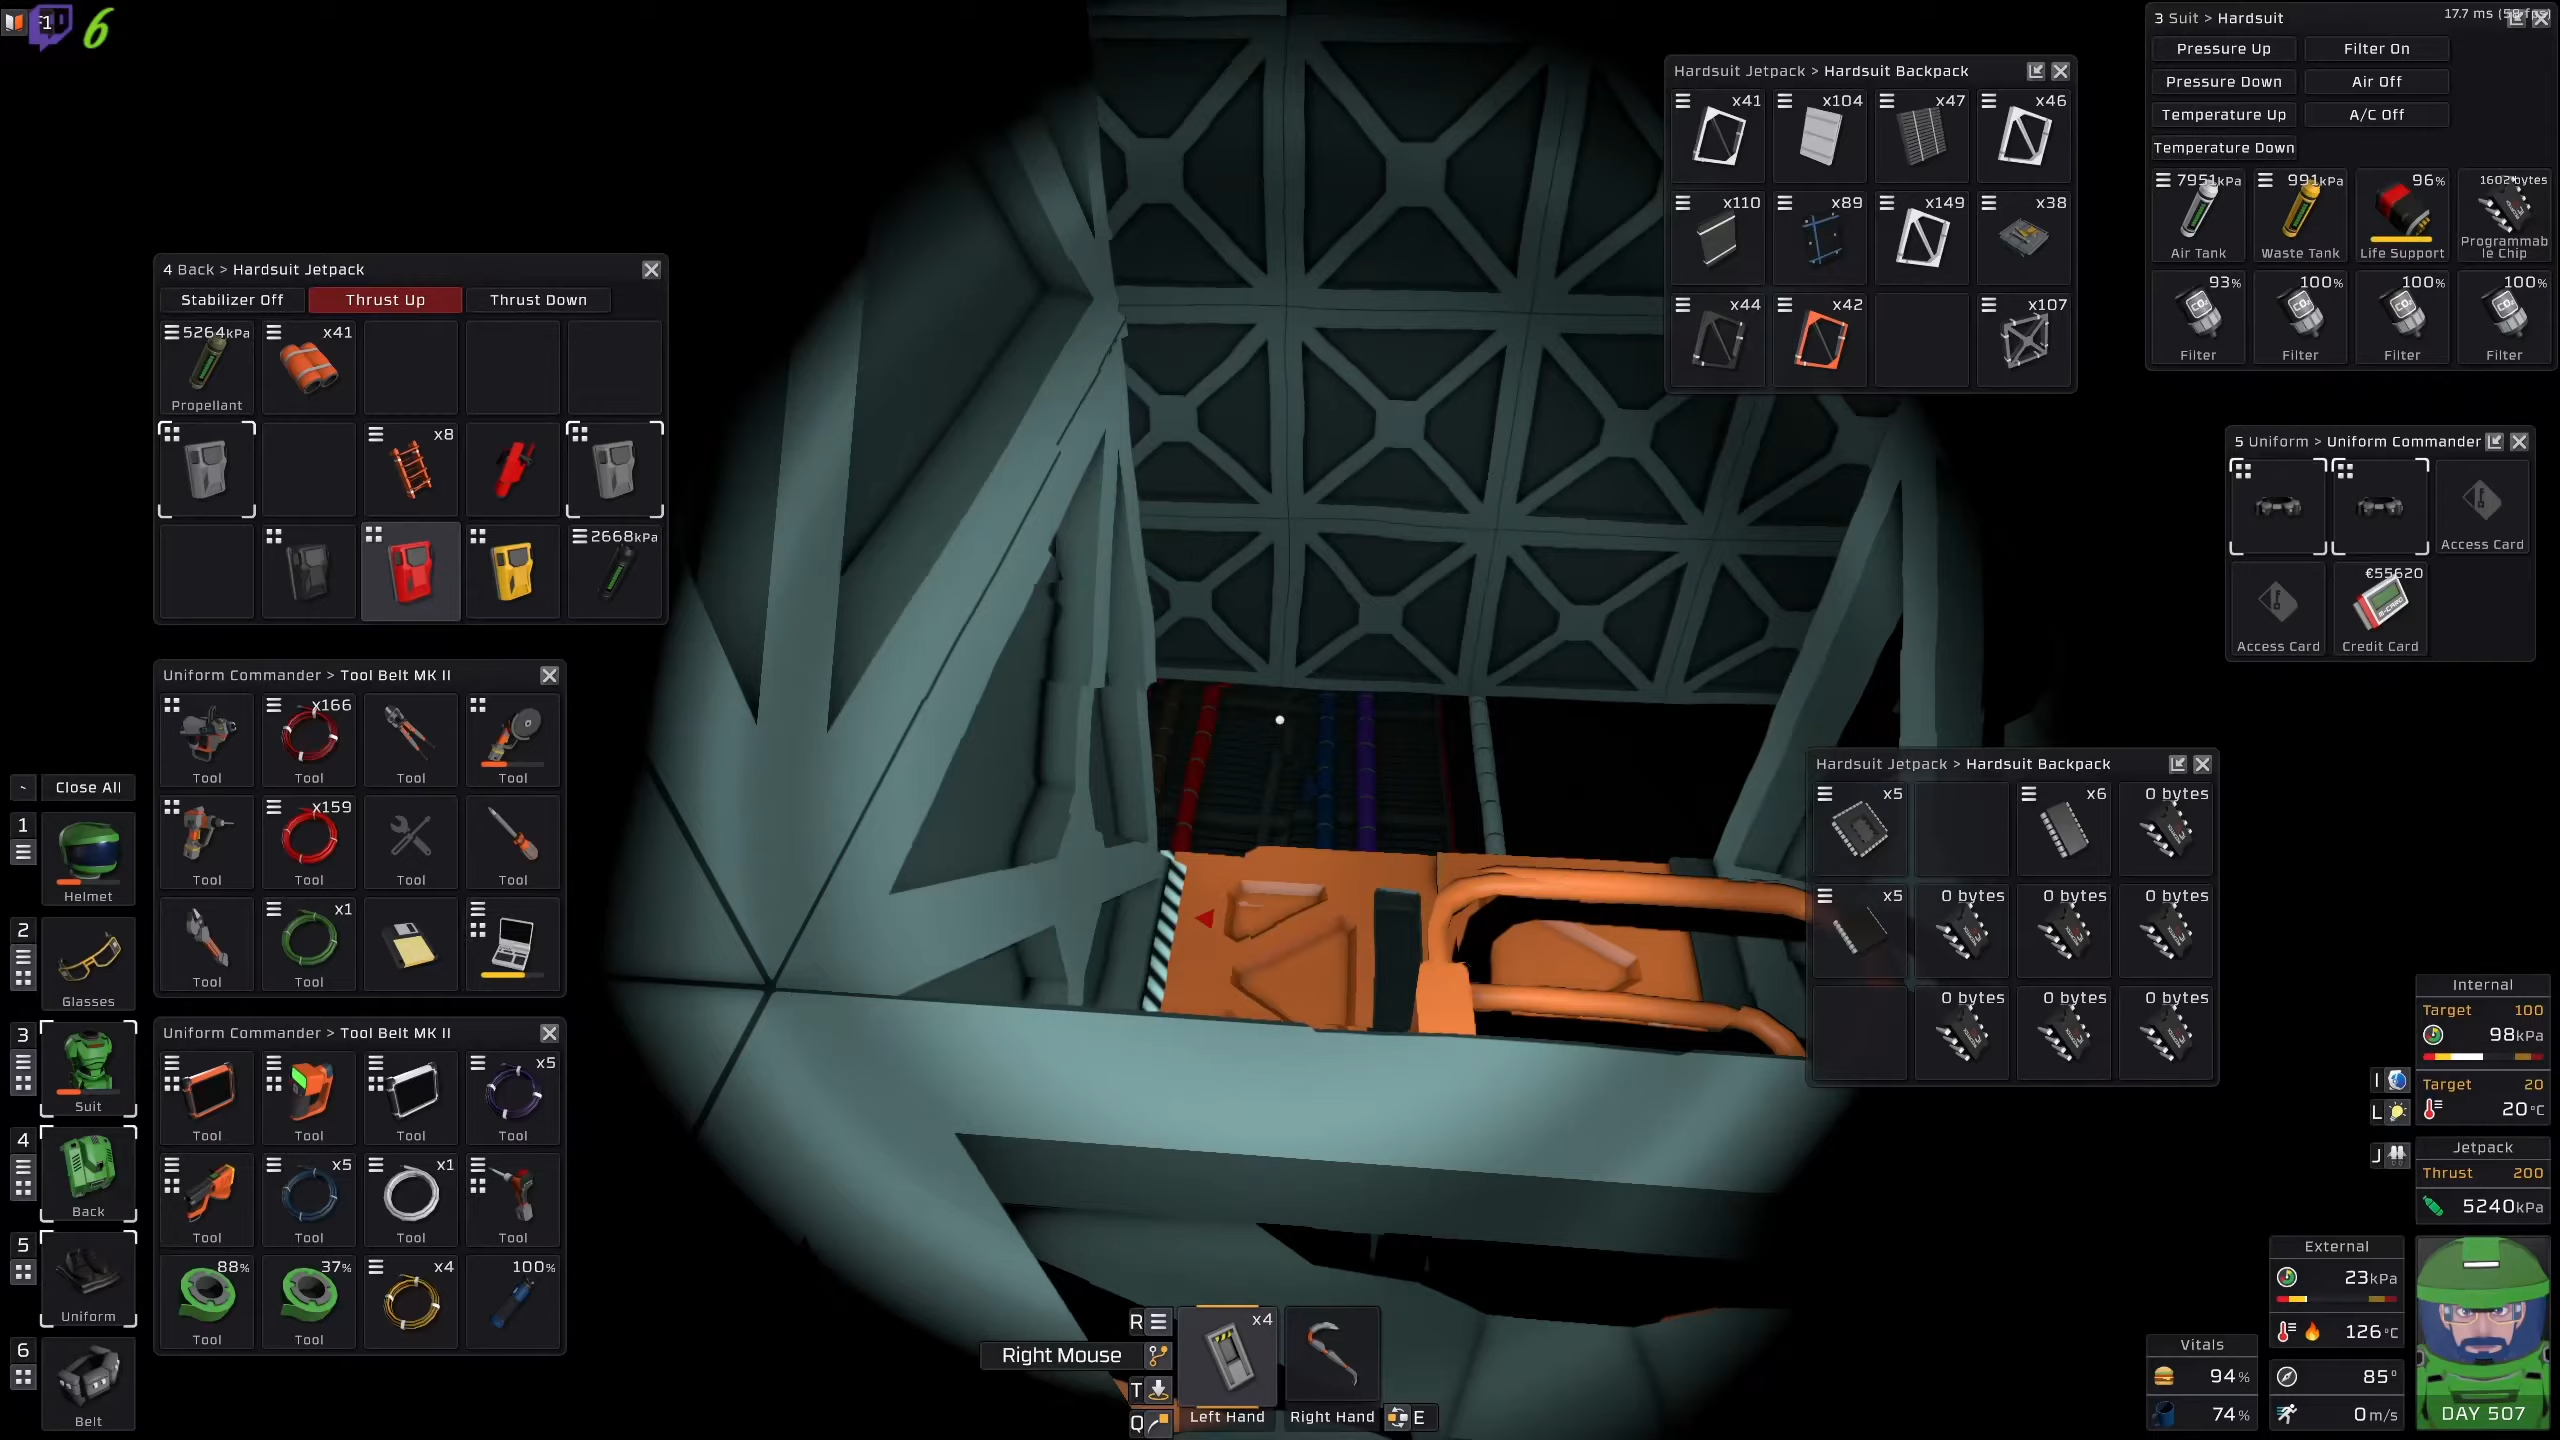 F1
6
17.7 ms (58 fps)
3 Suit > Hardsuit
Pressure Up
Filter On
Pressure Down
Air Off
Temperature Up
A/C Off
Temperature Down
7951kPa
991kPa
96%
1602 bytes
Air Tank
Waste Tank
Life Support
Programmab
le Chip
93%
100%
100%
100%
Filter
Filter
Filter
Filter
Hardsuit Jetpack > Hardsuit Backpack
x41
x104
x47
x46
x110
x89
x149
x38
x44
x42
x107
4 Back > Hardsuit Jetpack
Stabilizer Off
Thrust Up
Thrust Down
5264kPa
x41
Propellant
x8
2668kPa
5 Uniform > Uniform Commander
Access Card
€55620
Access Card
Credit Card
Uniform Commander > Tool Belt MK II
x166
Tool
Tool
Tool
Tool
x159
Tool
Tool
Tool
Tool
x1
Tool
Tool
Hardsuit Jetpack > Hardsuit Backpack
x5
x6
0 bytes
x5
0 bytes
0 bytes
0 bytes
0 bytes
0 bytes
0 bytes
~
Close All
1
Helmet
2
Glasses
3
Suit
4
Back
5
Uniform
6
Belt
Uniform Commander > Tool Belt MK II
x5
Tool
Tool
Tool
Tool
x5
x1
Tool
Tool
Tool
Tool
88%
37%
x4
100%
Tool
Tool
Internal
Target 100
98kPa
Target 20
20°C
I
L
Jetpack
J
Thrust 200
5240kPa
External
23kPa
126°C
85°
0m/s
Vitals
94%
74%
DAY 507
R
Right Mouse
T
Q
x4
Left Hand
Right Hand
E